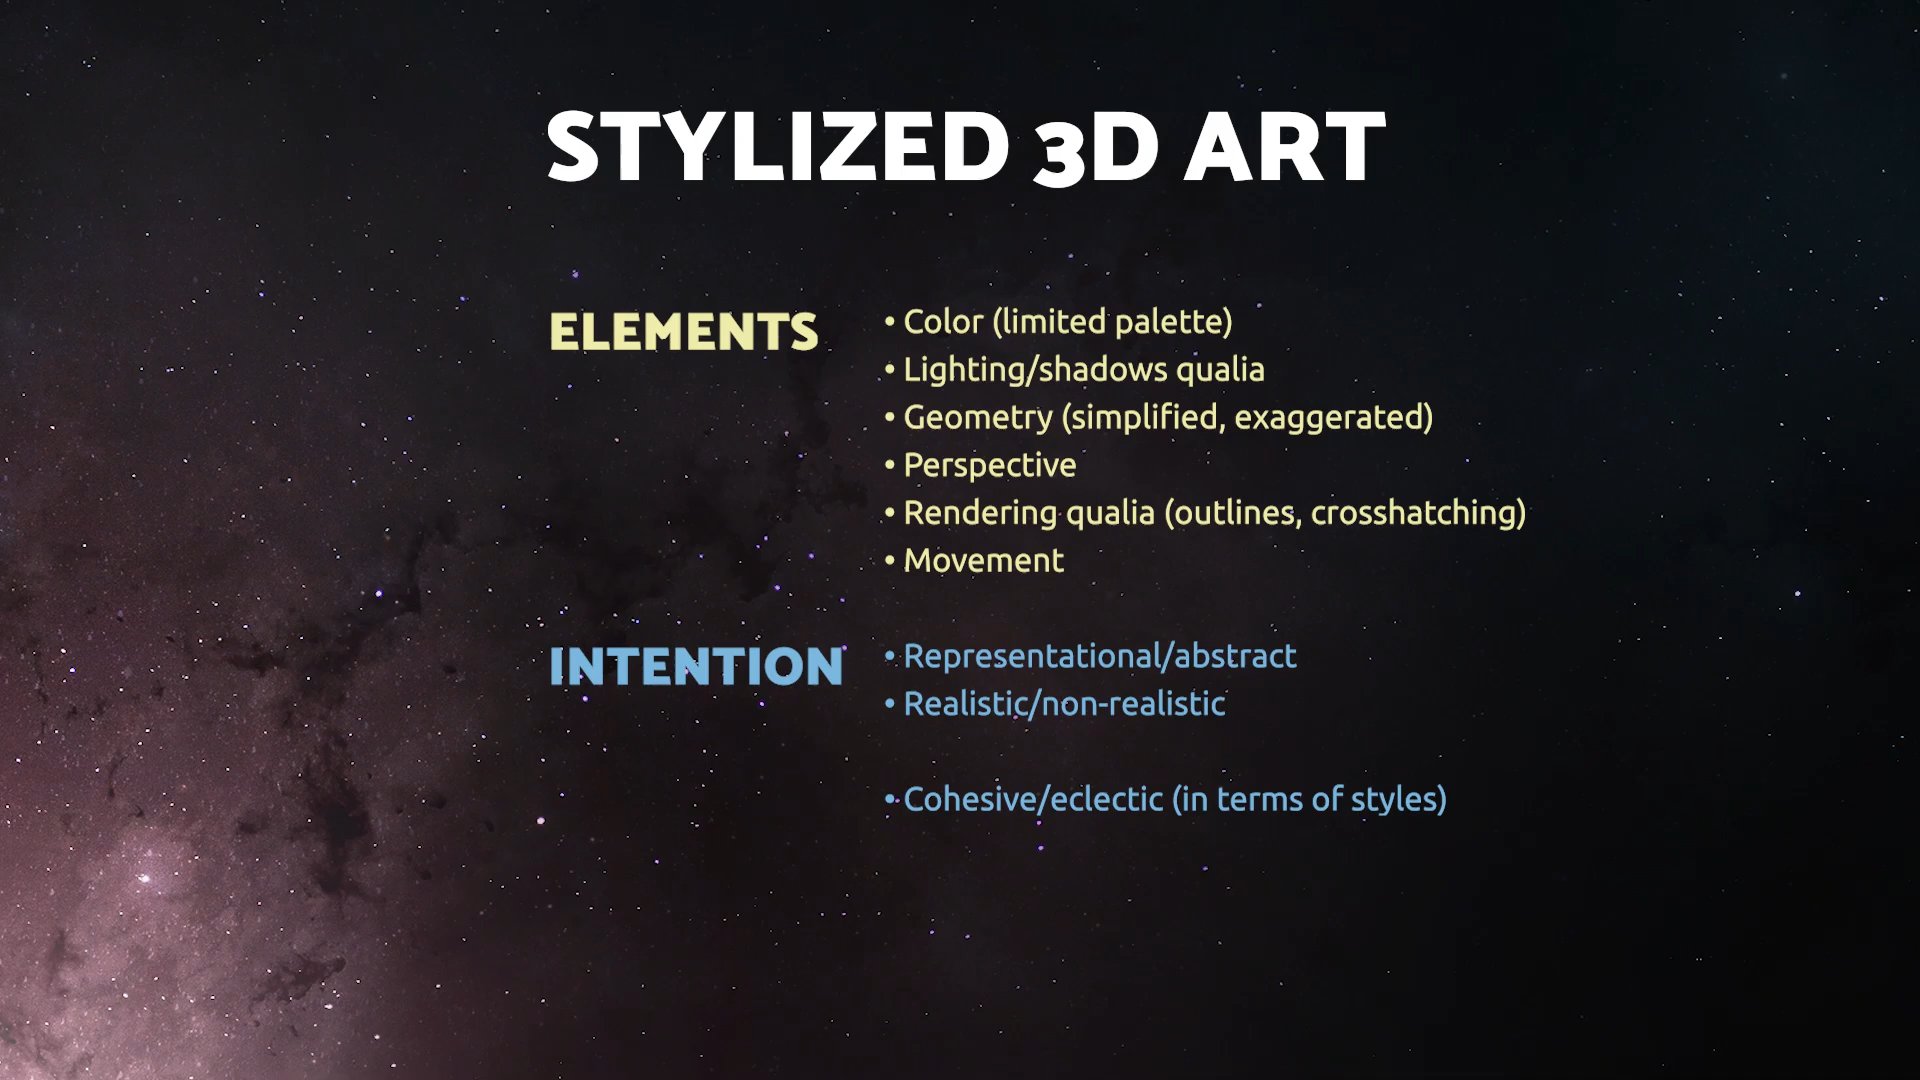 STYLIZED 3D ART
ELEMENTS
• Color (limited palette)
• Lighting/shadows qualia
• Geometry (simplified, exaggerated)
• Perspective
• Rendering qualia (outlines, crosshatching)
• Movement
INTENTION
• Representational/abstract
• Realistic/non-realistic
• Cohesive/eclectic (in terms of styles)